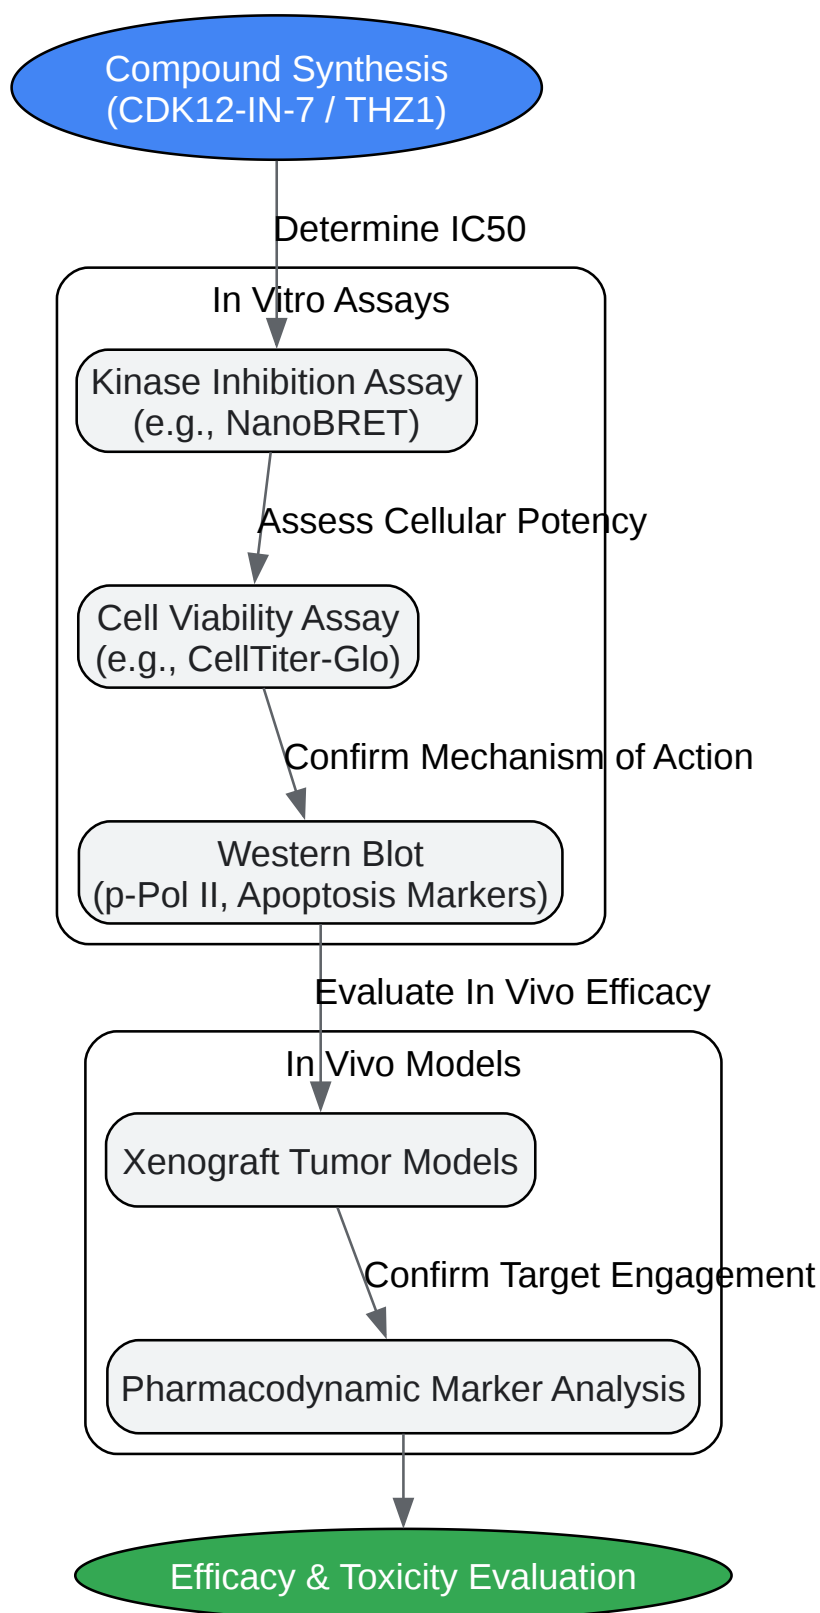 Compound Synthesis
(CDK12-IN-7 / THZ1)
Determine IC50
In Vitro Assays
Kinase Inhibition Assay
(e.g., NanoBRET)
Assess Cellular Potency
Cell Viability Assay
(e.g., CellTiter-Glo)
Confirm Mechanism of Action
Western Blot
(p-Pol II, Apoptosis Markers)
Evaluate In Vivo Efficacy
In Vivo Models
Xenograft Tumor Models
Confirm Target Engagement
Pharmacodynamic Marker Analysis
Efficacy & Toxicity Evaluation